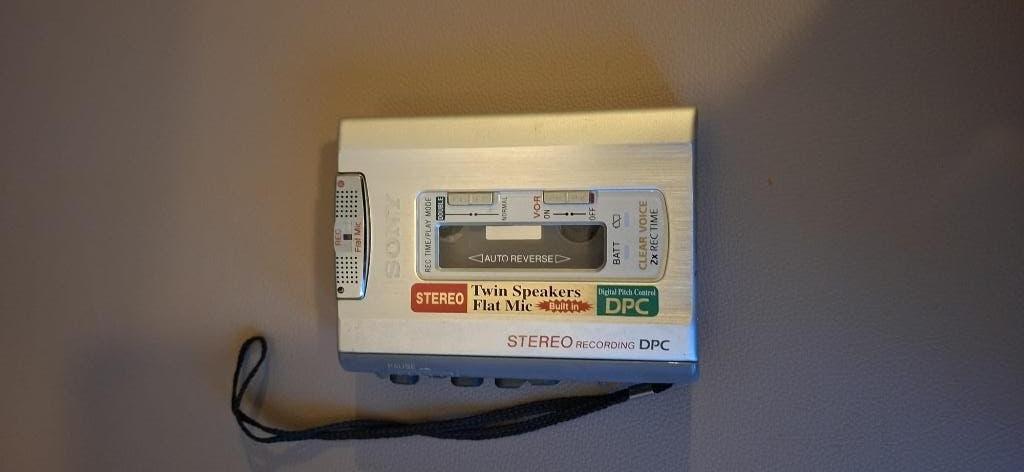 REC
Flat Mic
SONY
REC TIME/PLAY MODE
DOUBLE
NORMAL
V·O·R
ON
OFF
◁AUTO REVERSE▷
BATT
CLEAR VOICE
2x REC TIME
STEREO
Twin Speakers
Flat Mic Built in
Digital Pitch Control
DPC
STEREO RECORDING DPC
PAUSE